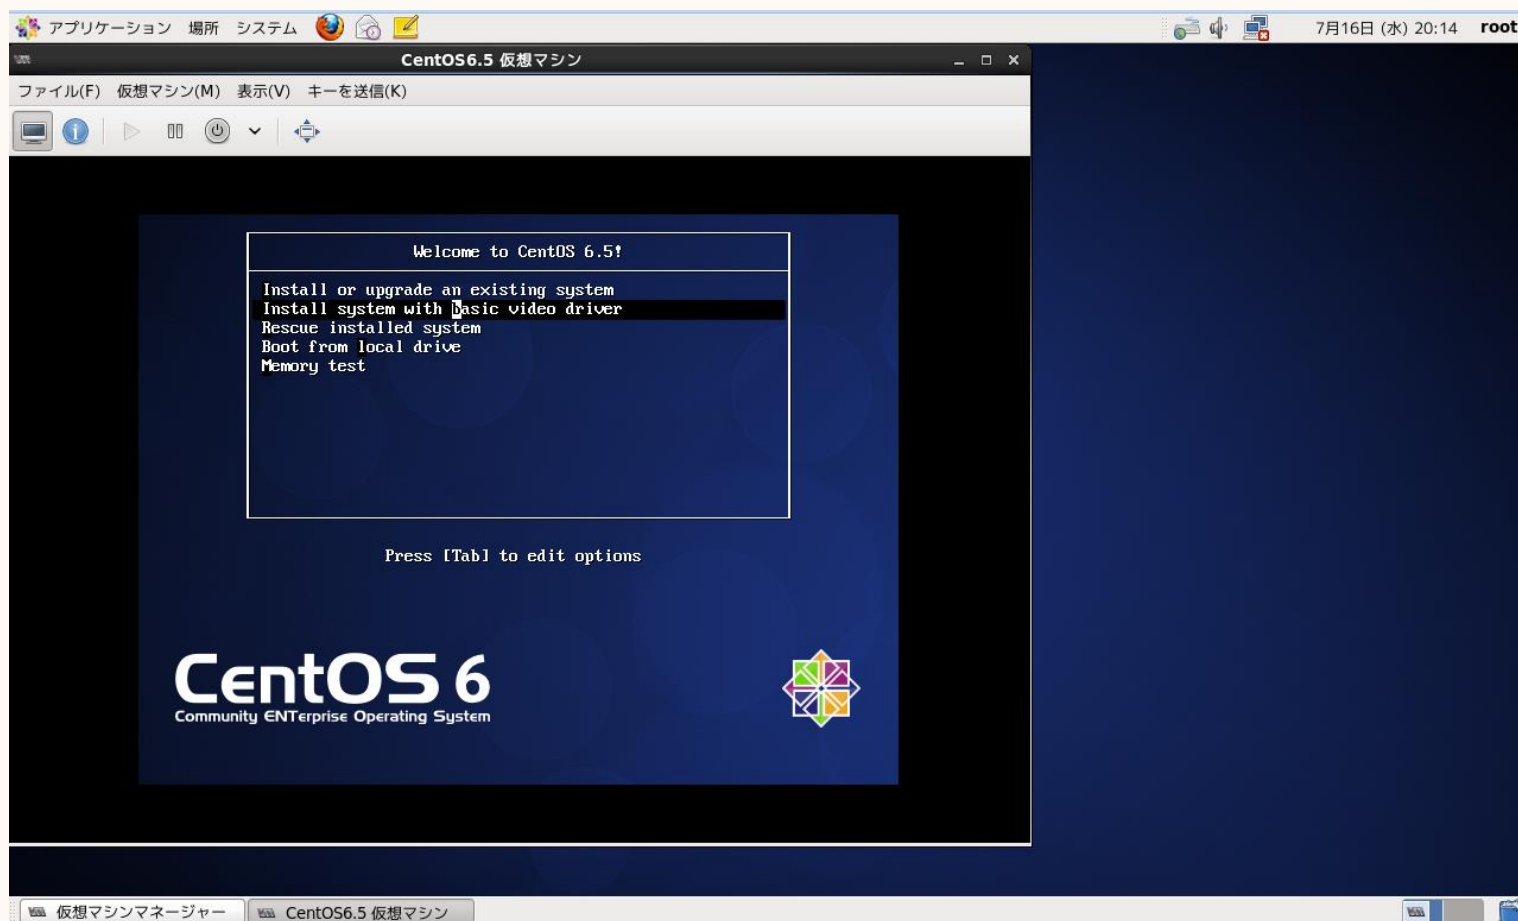 アプリケーション 場所 システム 7月16日 (水) 20:14 root
CentOS6.5 仮想マシン
ファイル(F) 仮想マシン(M) 表示(V) キーを送信(K)
Welcome to CentOS 6.5!
Install or upgrade an existing system
Install system with basic video driver
Rescue installed system
Boot from local drive
Memory test
Press [Tab] to edit options
CentOS 6
Community ENTerprise Operating System
仮想マシンマネージャー CentOS6.5 仮想マシン